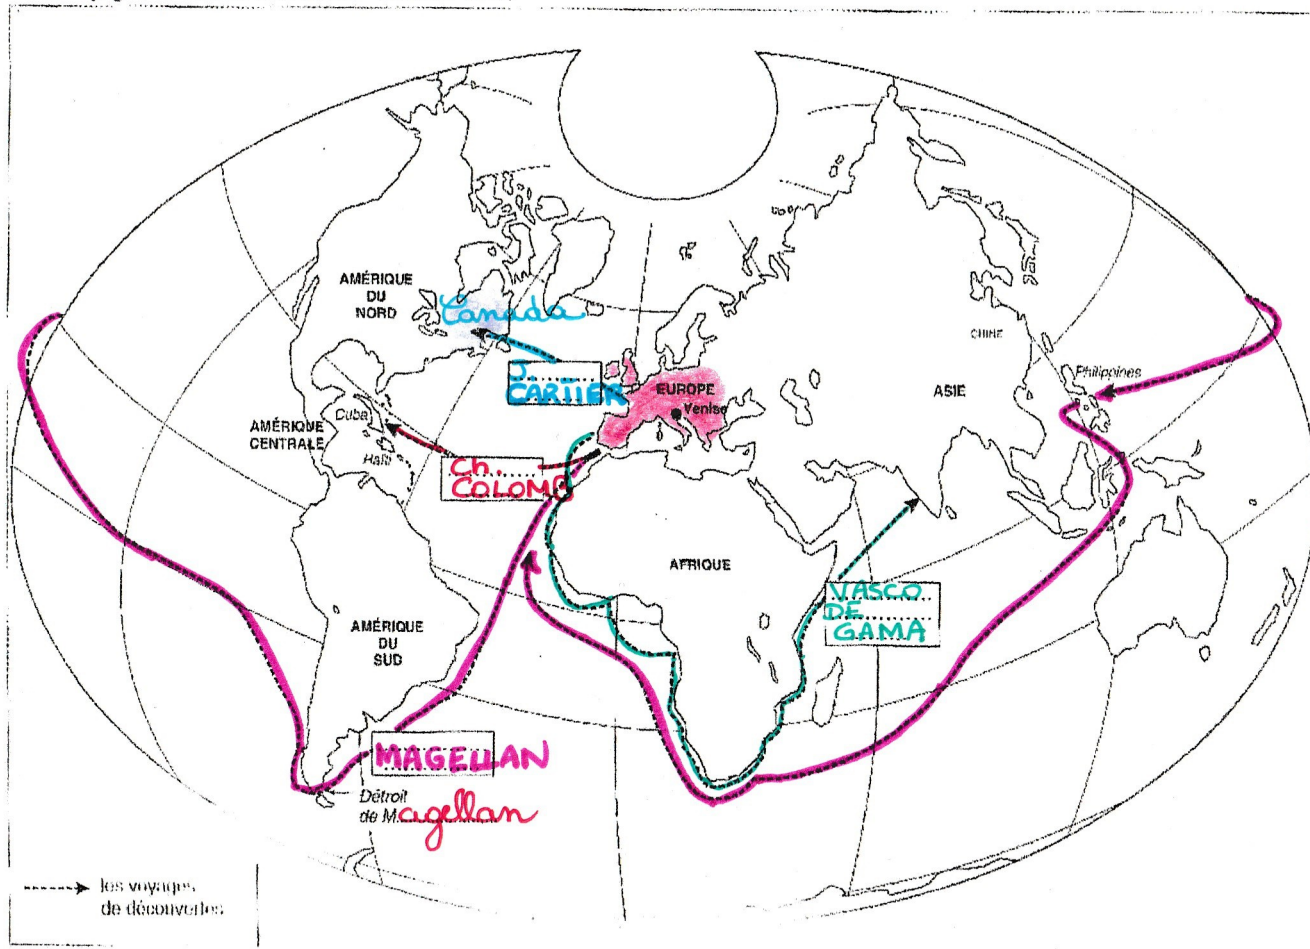 AMÉRIQUE
DU
NORD
Canada
J.
CARTIER
EUROPE
Venise
CHINE
ASIE
Philippines
Cuba
AMÉRIQUE
CENTRALE
Haïti
Ch.
COLOMB
AFRIQUE
VASCO
DE
GAMA
AMÉRIQUE
DU
SUD
MAGELLAN
Détroit
de Magellan
les voyages
de découvertes